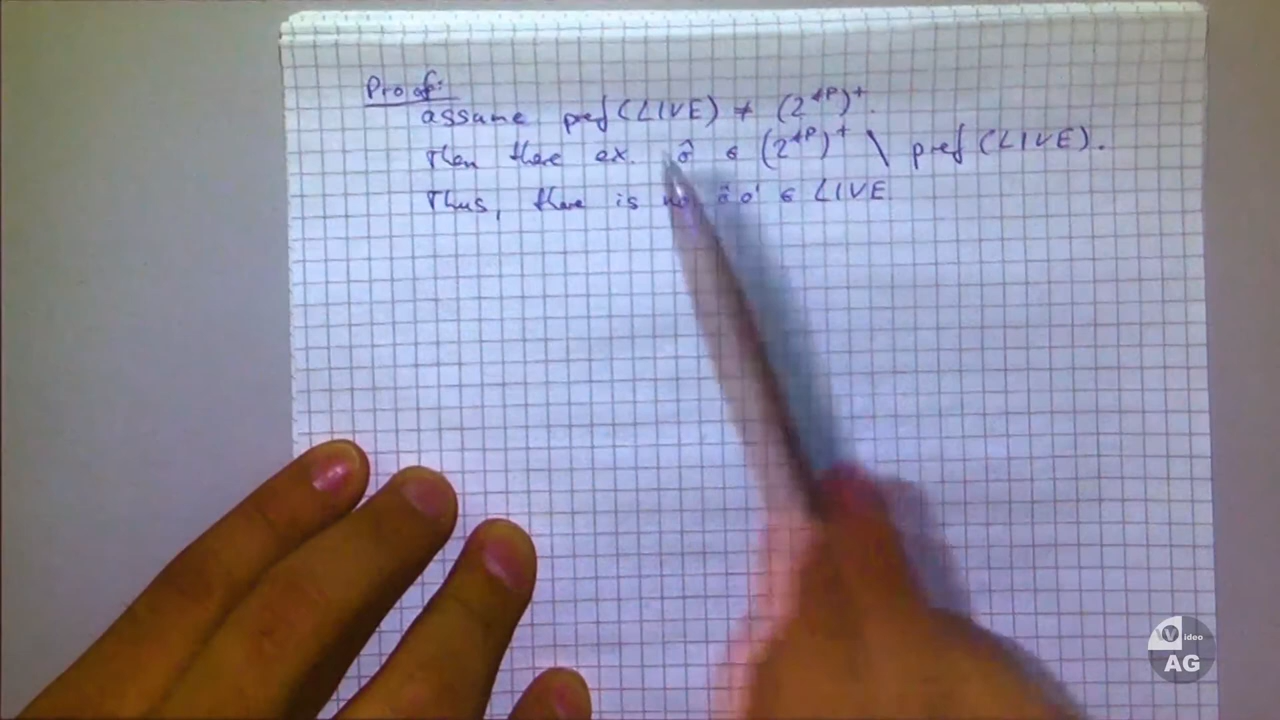 Proof:
assume pref(LIVE) ≠ (2^AP)^+.
Then there ex. σ̂ ∈ (2^AP)^+ \ pref(LIVE).
Thus, there is no σ̂σ' ∈ LIVE
Video
AG